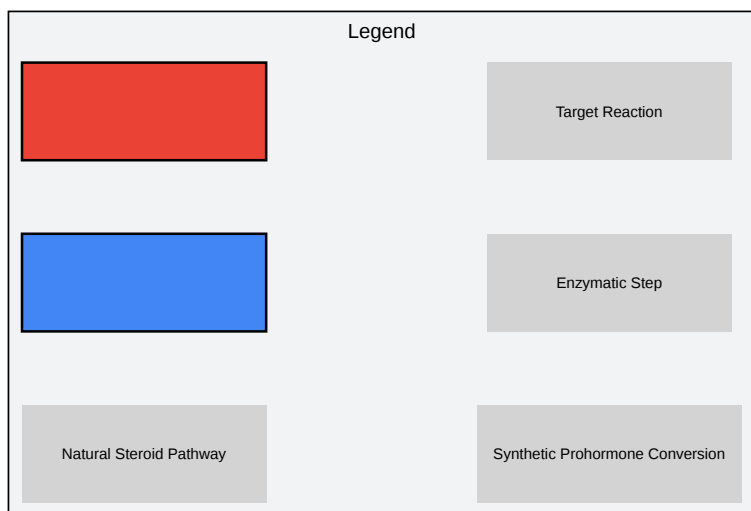 Legend
Target Reaction
Enzymatic Step
Natural Steroid Pathway
Synthetic Prohormone Conversion